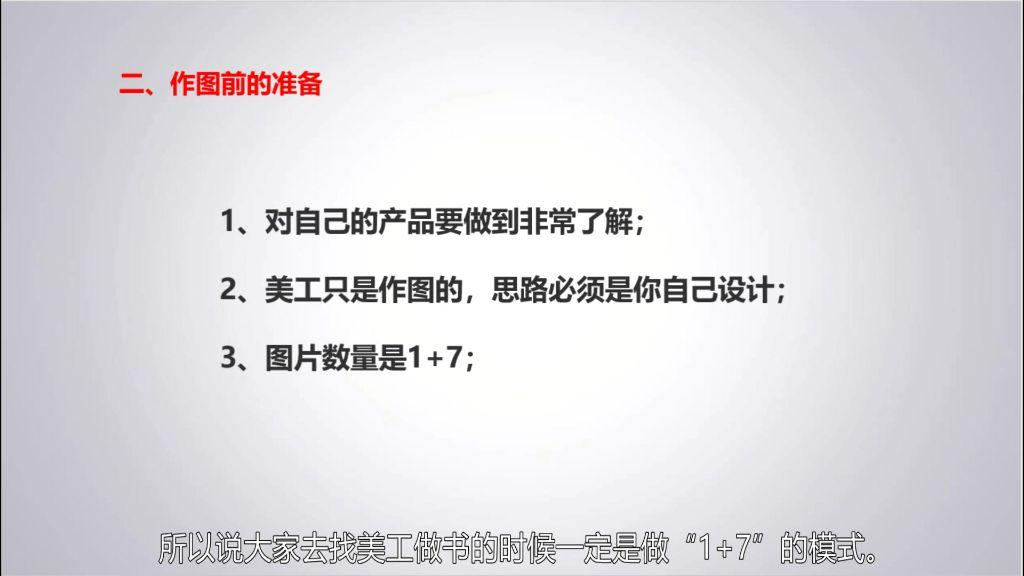 二、作图前的准备
1、对自己的产品要做到非常了解；
2、美工只是作图的，思路必须是你自己设计；
3、图片数量是1+7；
所以说大家去找美工做书的时候一定是做“1+7”的模式。